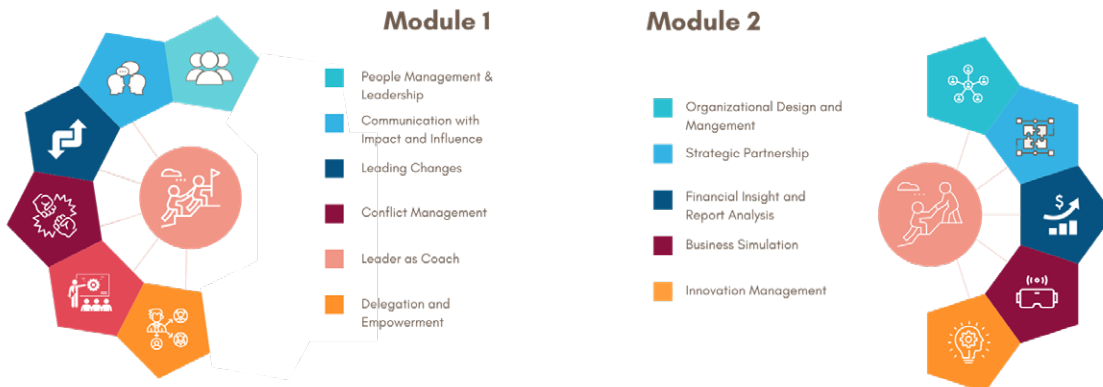 Module 1
People Management &
Leadership
Communication with
Impact and Influence
Leading Changes
Conflict Management
Leader as Coach
Delegation and
Empowerment
Module 2
Organizational Design and
Mangement
Strategic Partnership
Financial Insight and
Report Analysis
Business Simulation
Innovation Management
$